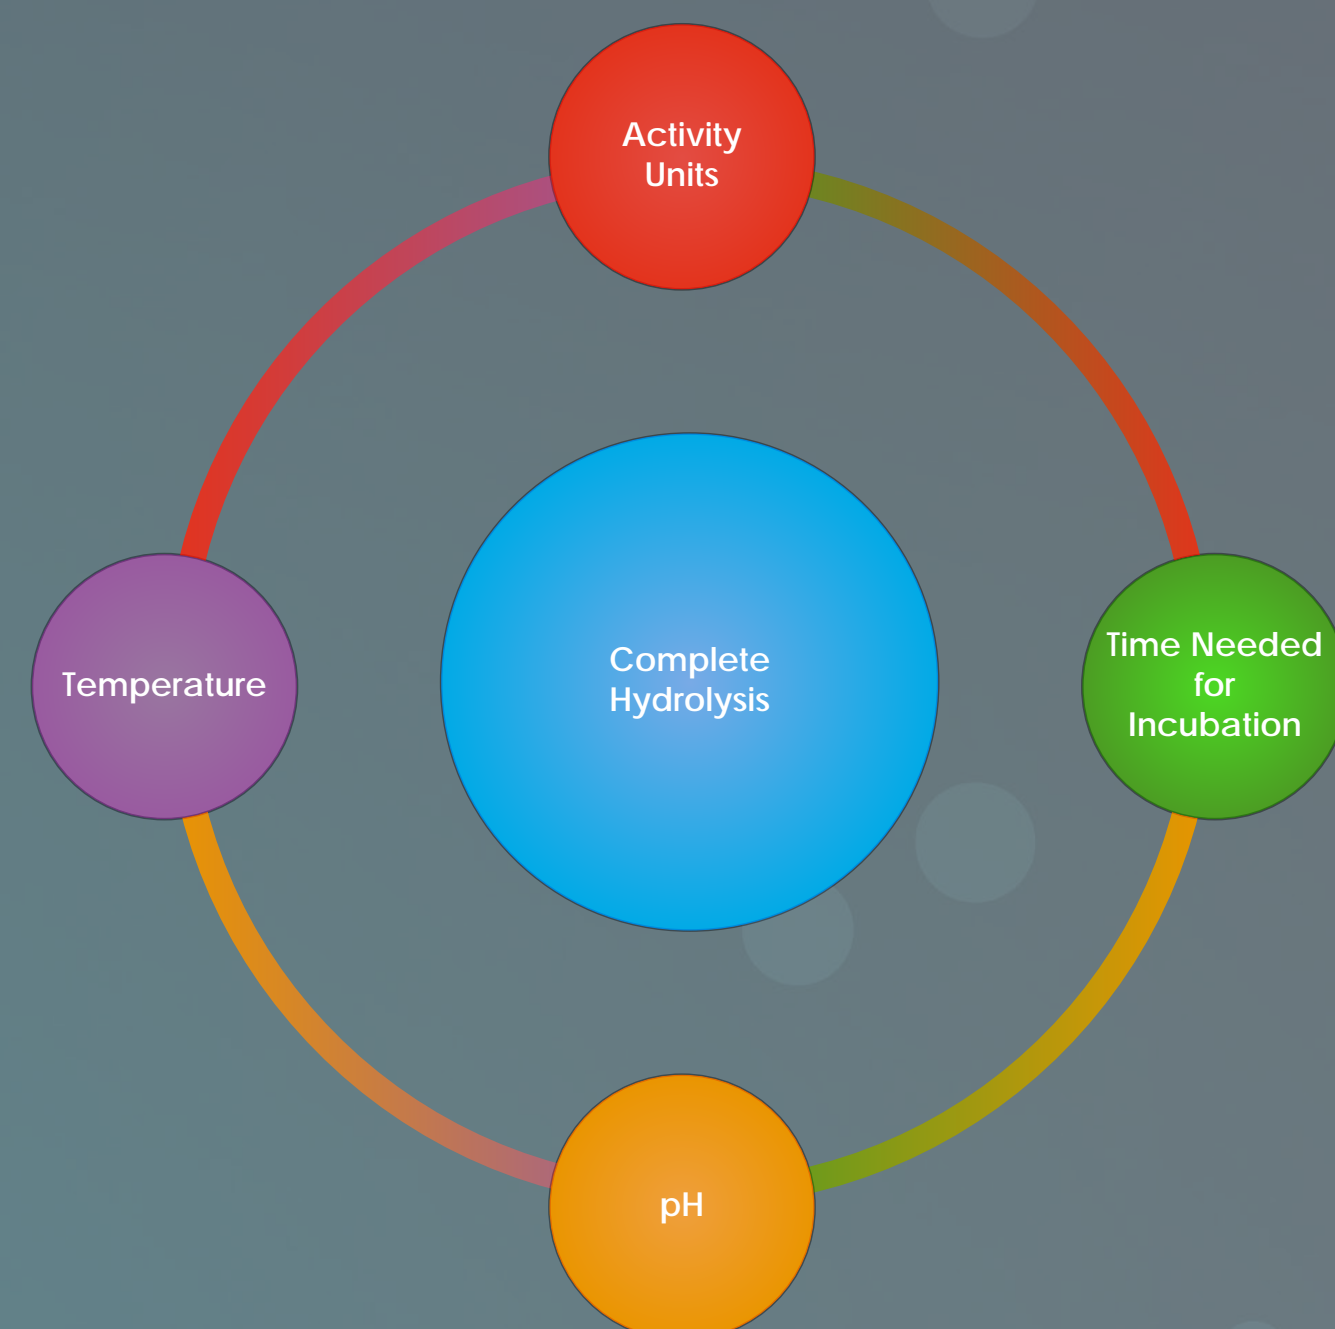 Activity
Units
Temperature
Complete
Hydrolysis
Time Needed
for
Incubation
pH